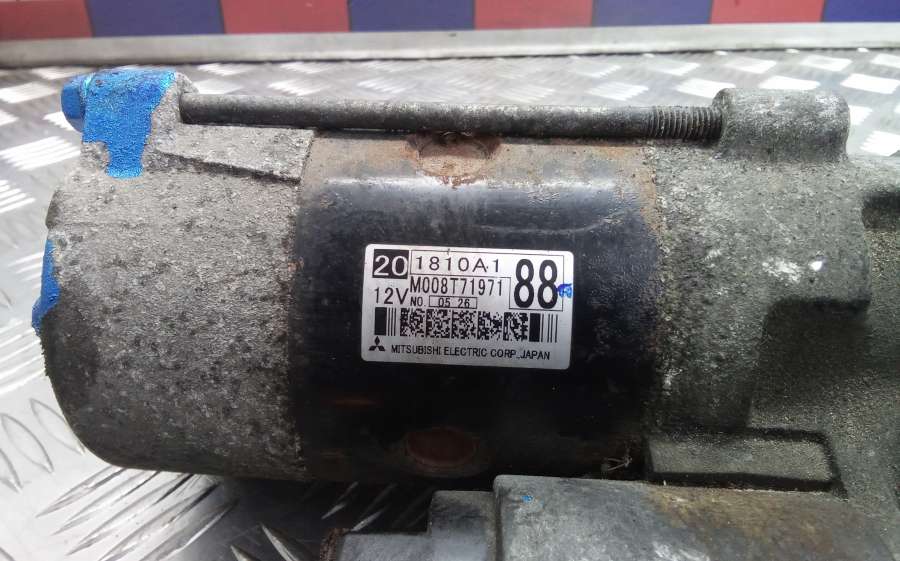 20 1810A1 88
M008T71971
12V NO. 05 26
MITSUBISHI ELECTRIC CORP. JAPAN